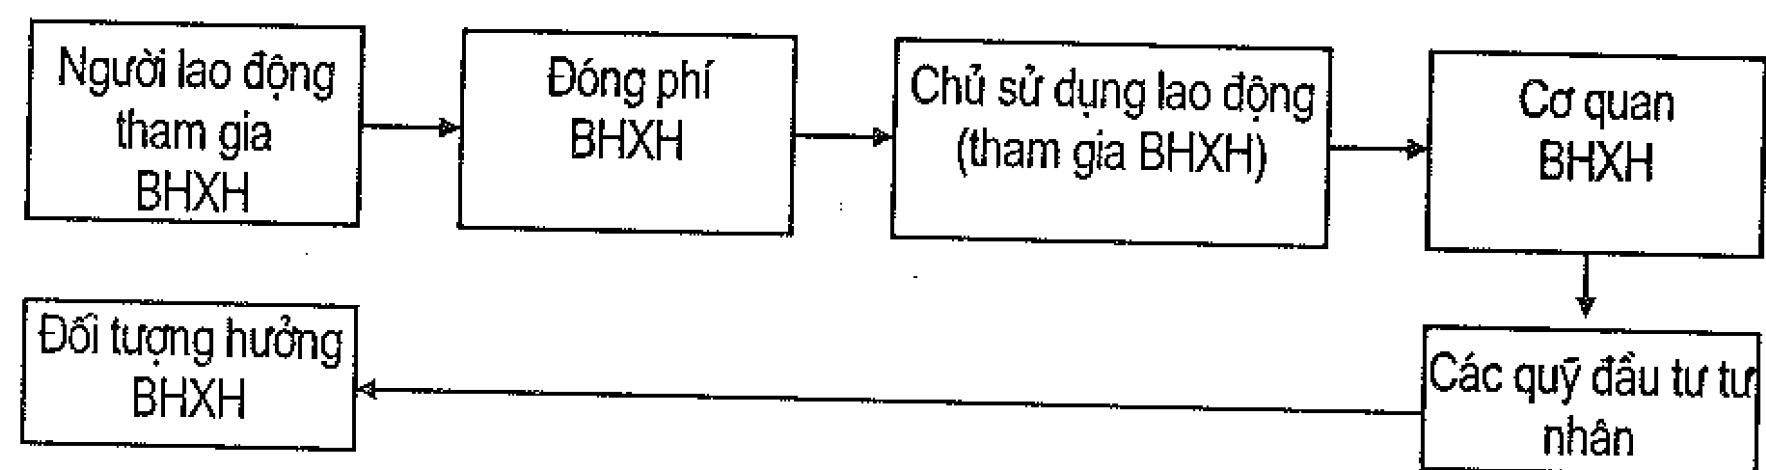 Người lao động
tham gia
BHXH
Đóng phí
BHXH
Chủ sử dụng lao động
(tham gia BHXH)
Cơ quan
BHXH
Các quỹ đầu tư tư
nhân
Đối tượng hưởng
BHXH